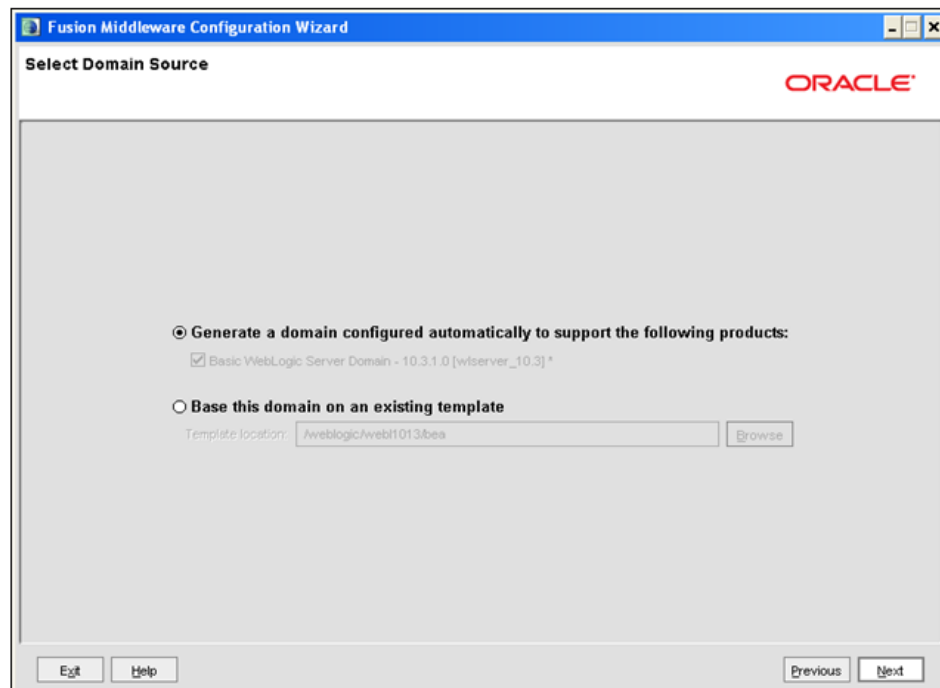 Fusion Middleware Configuration Wizard
Select Domain Source
ORACLE
Generate a domain configured automatically to support the following products:
Basic WebLogic Server Domain - 10.3.1.0 [wlserver_10.3] *
Base this domain on an existing template
Template location: /weblogic/webl1013/bea Browse
Exit Help Previous Next